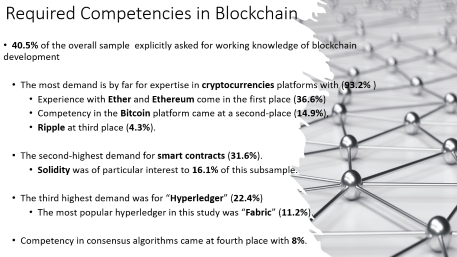 Required Competencies in Blockchain
• 40.5% of the overall sample explicitly asked for working knowledge of blockchain
development
• The most demand is by far for expertise in cryptocurrencies platforms with (93.2% )
• Experience with Ether and Ethereum come in the first place (36.6%)
• Competency in the Bitcoin platform came at a second-place (14.9%),
• Ripple at third place (4.3%).
• The second-highest demand for smart contracts (31.6%).
• Solidity was of particular interest to 16.1% of this subsample.
• The third highest demand was for “Hyperledger” (22.4%)
• The most popular hyperledger in this study was “Fabric” (11.2%),
• Competency in consensus algorithms came at fourth place with 8%.